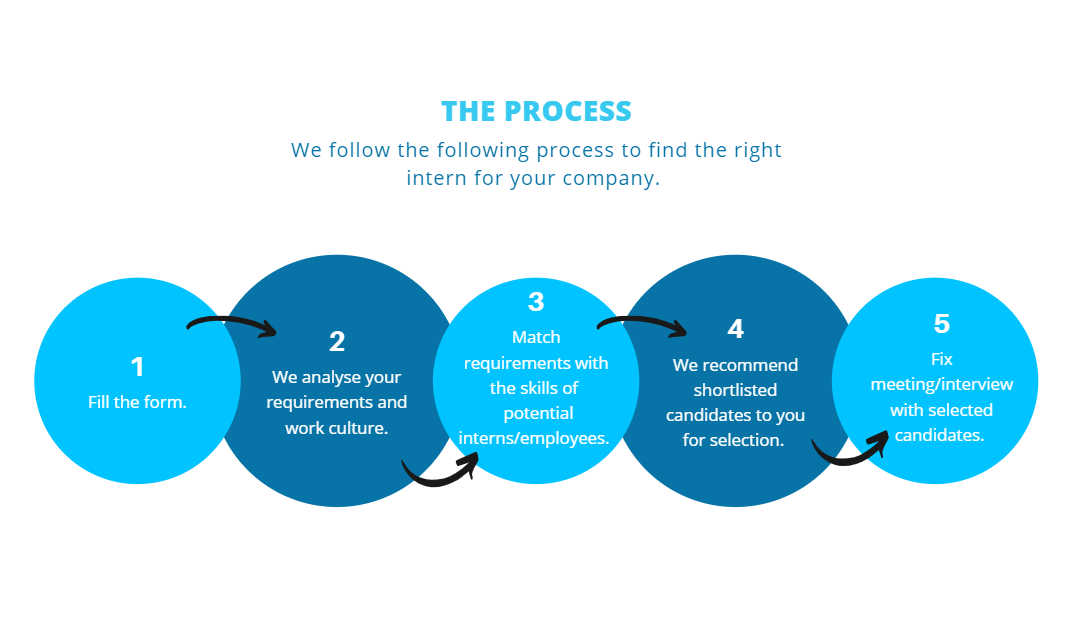 THE PROCESS
We follow the following process to find the right
intern for your company.
1
Fill the form.
2
We analyse your
requirements and
work culture.
3
Match
requirements with
the skills of
potential
interns/employees.
4
We recommend
shortlisted
candidates to you
for selection.
5
Fix
meeting/interview
with selected
candidates.